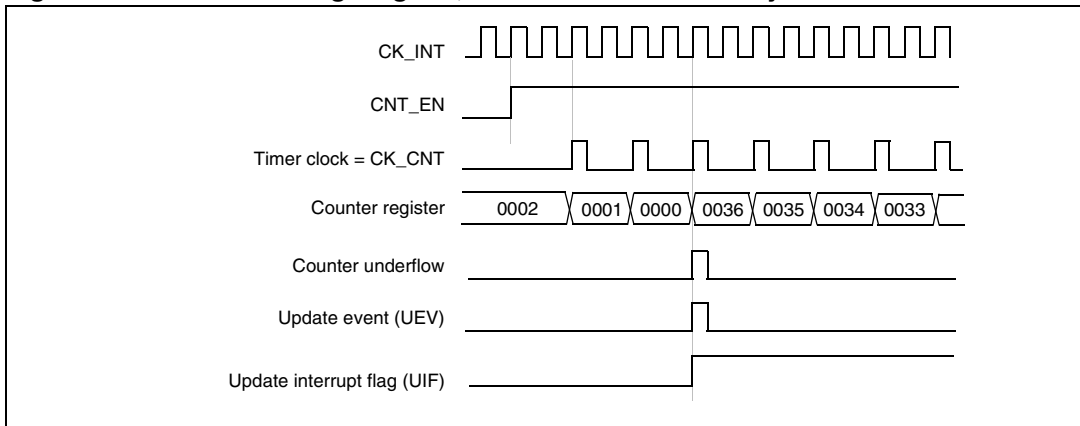 CK_INT
CNT_EN
Timer clock = CK_CNT
Counter register 0002 0001 0000 0036 0035 0034 0033
Counter underflow
Update event (UEV)
Update interrupt flag (UIF)